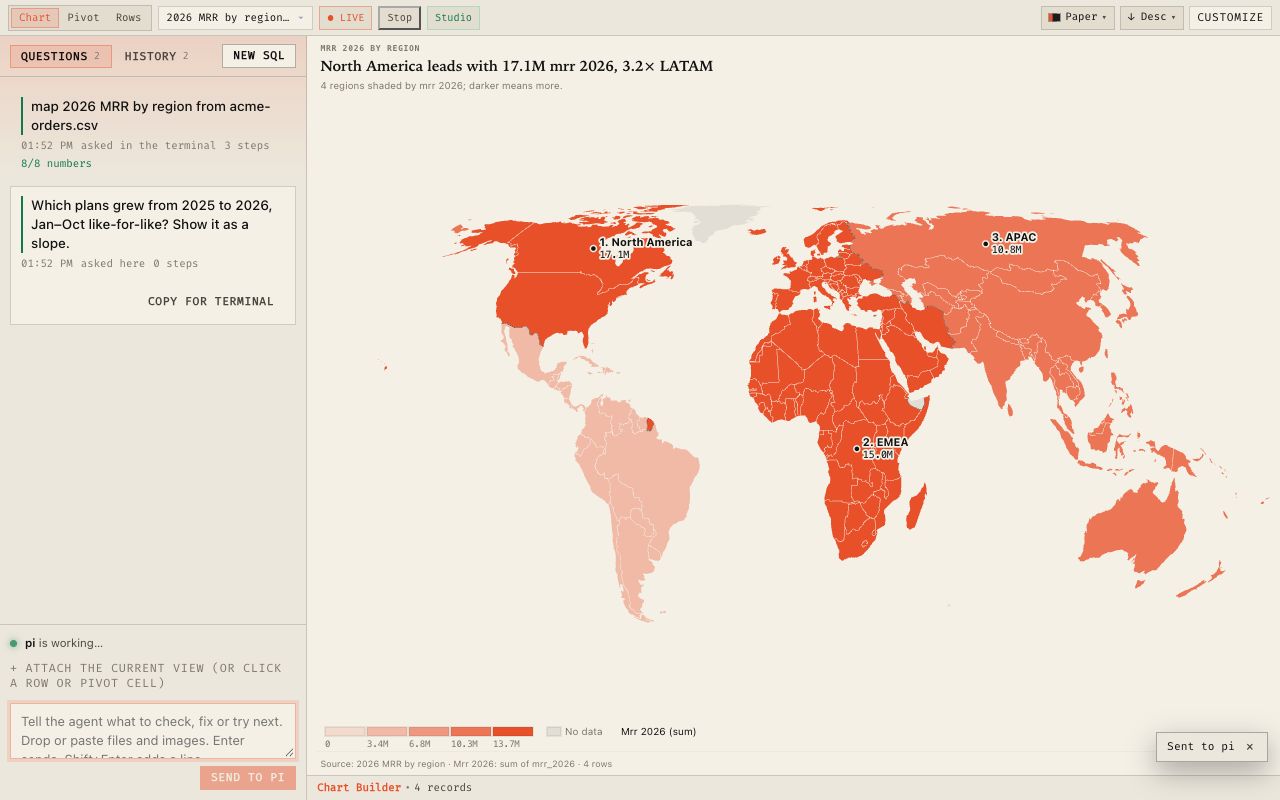 Chart Pivot Rows 2026 MRR by region… LIVE Stop Studio Paper ↓ Desc CUSTOMIZE
QUESTIONS 2 HISTORY 2 NEW SQL
map 2026 MRR by region from acme-
orders.csv
01:52 PM asked in the terminal 3 steps
8/8 numbers
Which plans grew from 2025 to 2026,
Jan–Oct like-for-like? Show it as a
slope.
01:52 PM asked here 0 steps
COPY FOR TERMINAL
pi is working…
+ ATTACH THE CURRENT VIEW (OR CLICK
A ROW OR PIVOT CELL)
Tell the agent what to check, fix or try next.
Drop or paste files and images. Enter
sends. Shift+Enter adds a line.
SEND TO PI
MRR 2026 BY REGION
North America leads with 17.1M mrr 2026, 3.2× LATAM
4 regions shaded by mrr 2026; darker means more.
1. North America
17.1M
3. APAC
10.8M
2. EMEA
15.0M
No data Mrr 2026 (sum)
0 3.4M 6.8M 10.3M 13.7M
Sent to pi ×
Source: 2026 MRR by region · Mrr 2026: sum of mrr_2026 · 4 rows
Chart Builder • 4 records